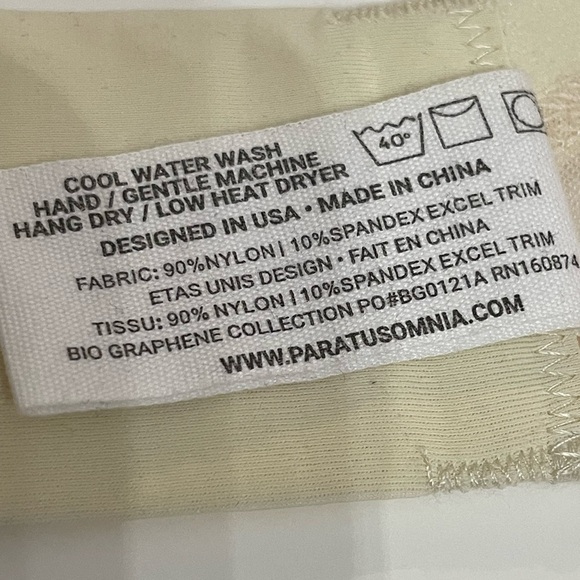 COOL WATER WASH
HAND / GENTLE MACHINE
HANG DRY / LOW HEAT DRYER
40°
DESIGNED IN USA • MADE IN CHINA
FABRIC: 90%NYLON | 10%SPANDEX EXCEL TRIM
ETAS UNIS DESIGN • FAIT EN CHINA
TISSU: 90% NYLON | 10%SPANDEX EXCEL TRIM
BIO GRAPHENE COLLECTION PO#BG0121A RN160874
WWW.PARATUSOMNIA.COM